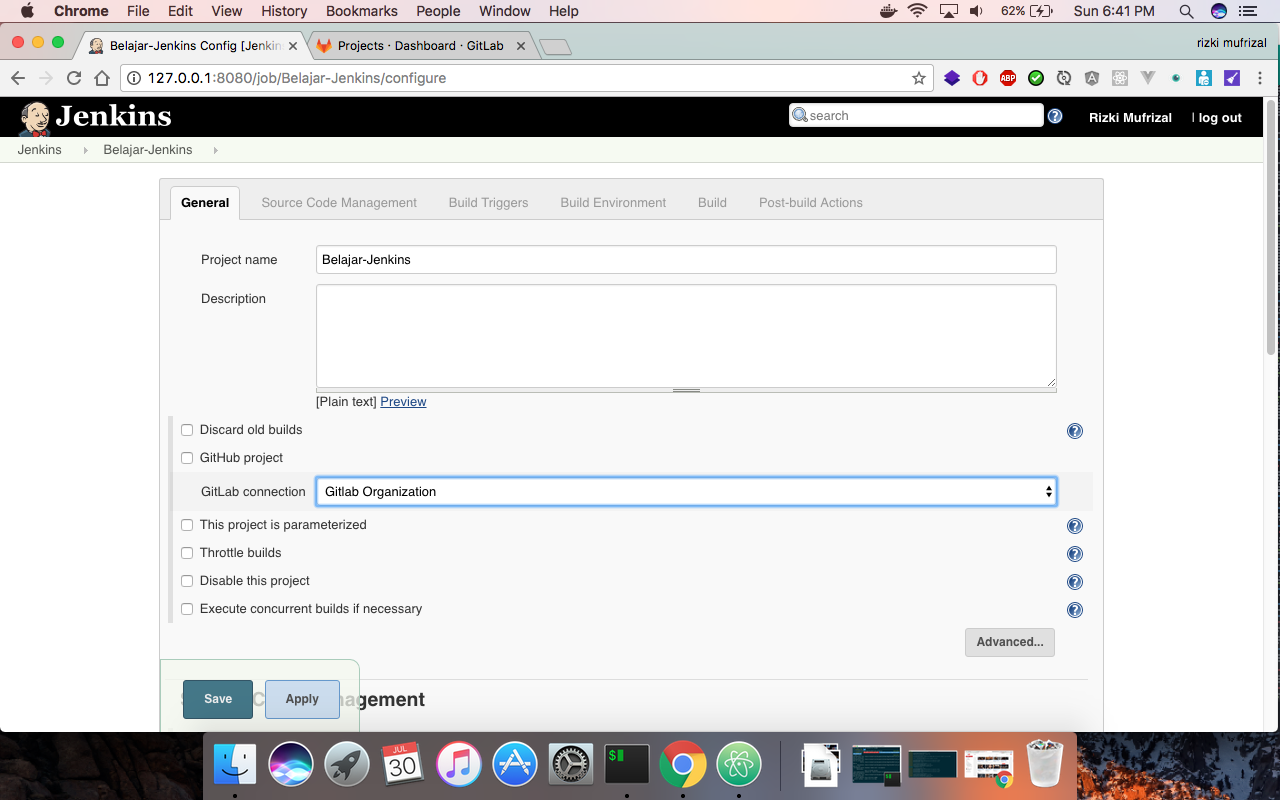 Chrome File Edit View History Bookmarks People Window Help 62% Sun 6:41 PM
Belajar-Jenkins Config [Jenkin Projects · Dashboard · GitLab rizki mufrizal
127.0.0.1:8080/job/Belajar-Jenkins/configure ABP
Jenkins search Rizki Mufrizal | log out
Jenkins Belajar-Jenkins
General Source Code Management Build Triggers Build Environment Build Post-build Actions
Project name Belajar-Jenkins
Description
[Plain text] Preview
Discard old builds
GitHub project
GitLab connection Gitlab Organization
This project is parameterized
Throttle builds
Disable this project
Execute concurrent builds if necessary
Advanced...
Save Apply agement
JUL
30
$